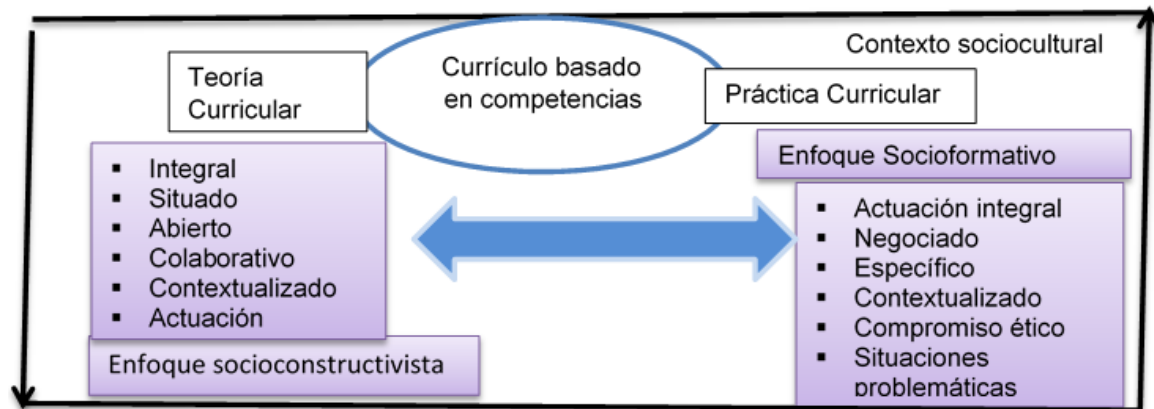 Contexto sociocultural
Currículo basado
en competencias
Teoría
Curricular
Práctica Curricular
▪ Integral
▪ Situado
▪ Abierto
▪ Colaborativo
▪ Contextualizado
▪ Actuación
Enfoque socioconstructivista
Enfoque Socioformativo
▪ Actuación integral
▪ Negociado
▪ Específico
▪ Contextualizado
▪ Compromiso ético
▪ Situaciones
problemáticas